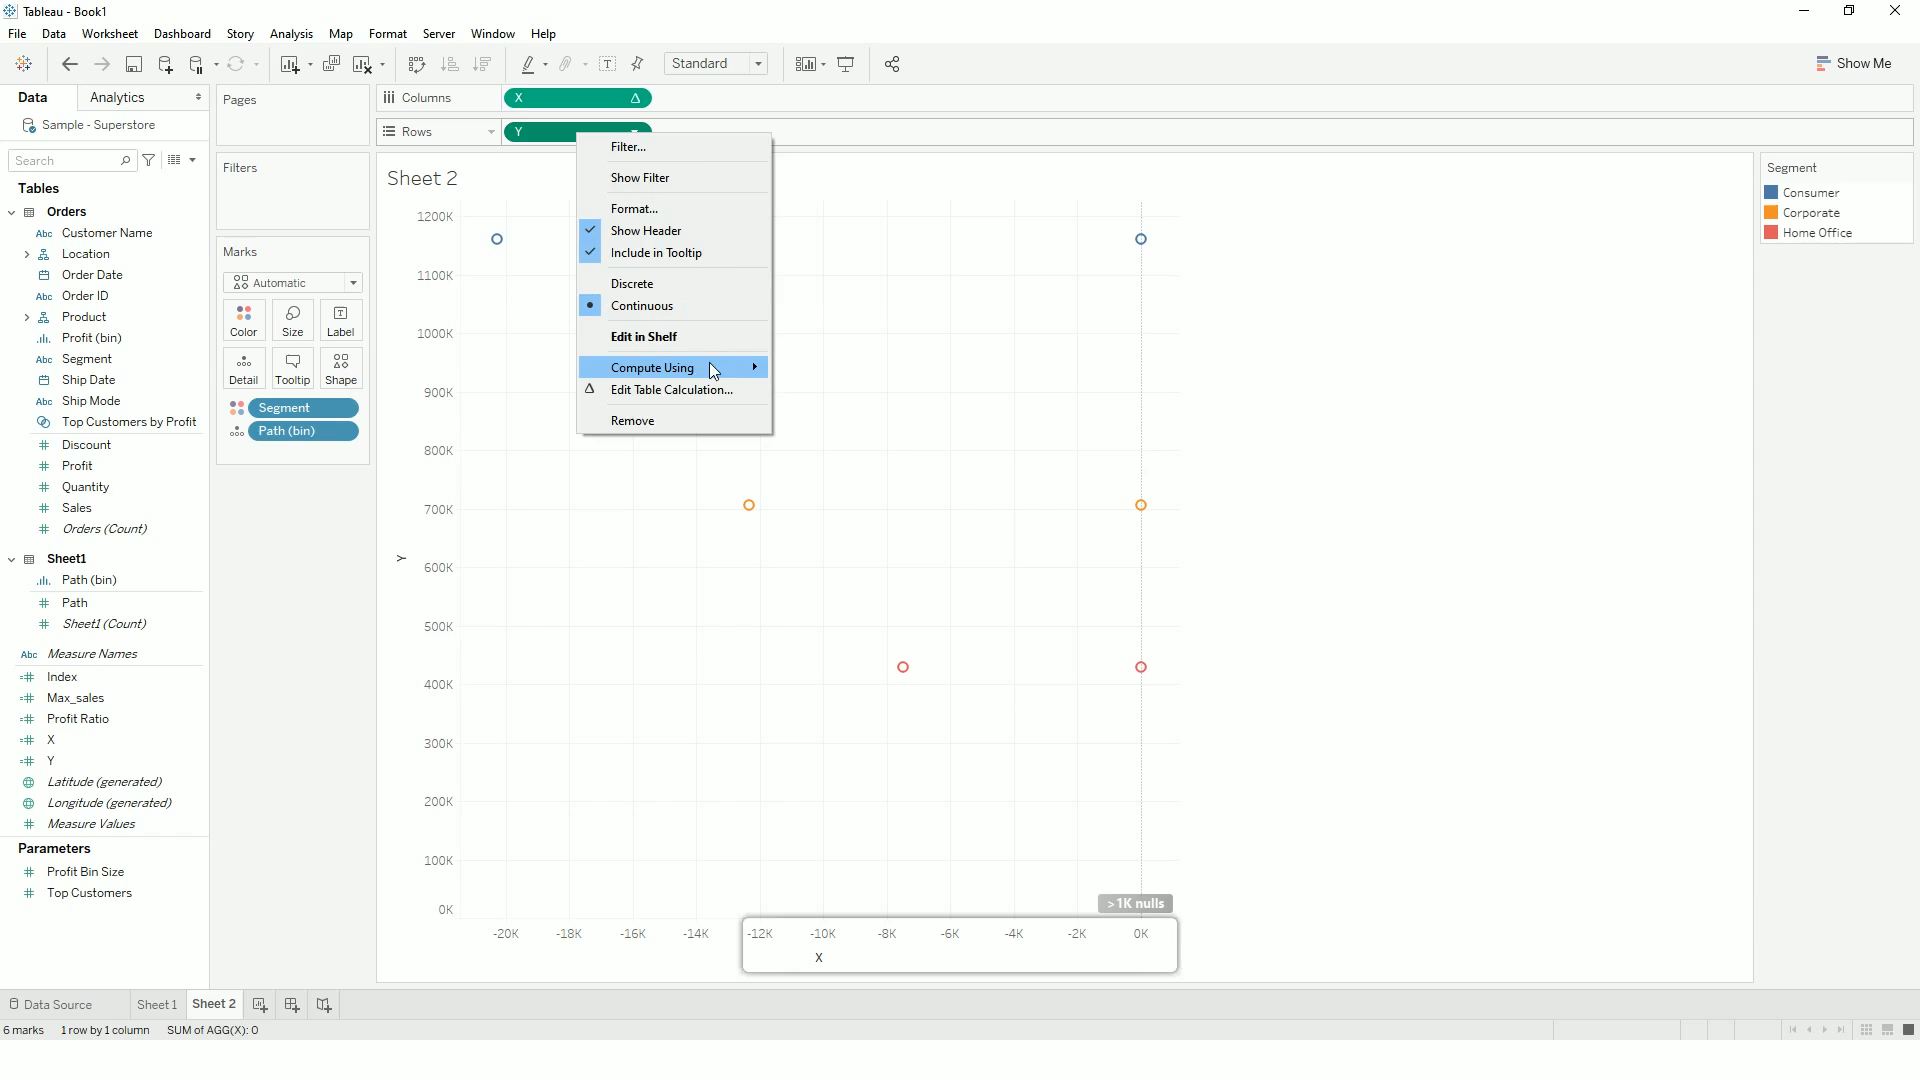 Tableau - Book1
File Data Worksheet Dashboard Story Analysis Map Format Server Window Help
Standard
Show Me
Data
Analytics
Sample - Superstore
Search
Tables
Orders
Abc Customer Name
Location
Order Date
Abc Order ID
Product
Profit (bin)
Abc Segment
Ship Date
Abc Ship Mode
Top Customers by Profit
Discount
Profit
Quantity
Sales
Orders (Count)
Sheet1
Path (bin)
Path
Sheet1 (Count)
Abc Measure Names
Index
Max_sales
Profit Ratio
X
Y
Latitude (generated)
Longitude (generated)
Measure Values
Parameters
Profit Bin Size
Top Customers
Pages
Filters
Marks
Automatic
Color Size Label
Detail Tooltip Shape
Segment
Path (bin)
Columns
X
Rows
Y
Sheet 2
Filter...
Show Filter
Format...
Show Header
Include in Tooltip
Discrete
Continuous
Edit in Shelf
Compute Using
Edit Table Calculation...
Remove
1200K
1100K
1000K
900K
800K
700K
600K
500K
400K
300K
200K
100K
0K
Y
>1K nulls
-20K -18K -16K -14K -12K -10K -8K -6K -4K -2K 0K
X
Segment
Consumer
Corporate
Home Office
Data Source
Sheet 1
Sheet 2
6 marks 1 row by 1 column SUM of AGG(X): 0